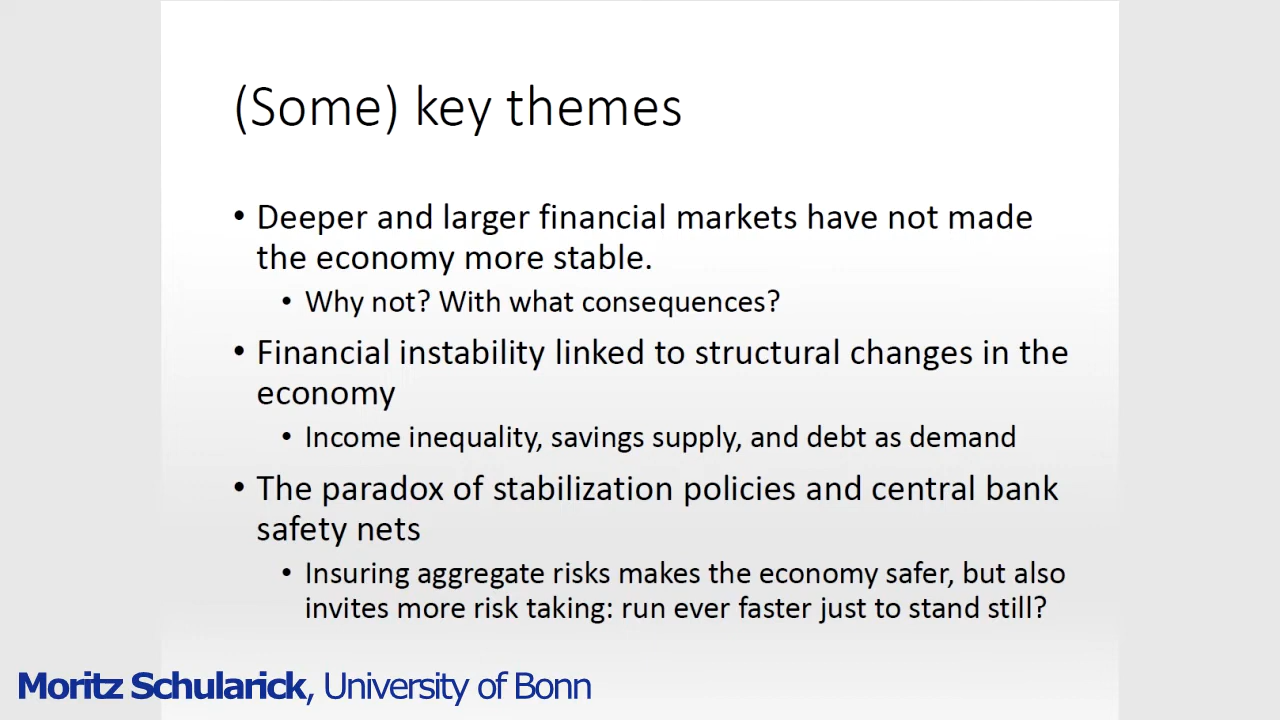 (Some) key themes
• Deeper and larger financial markets have not made
the economy more stable.
• Why not? With what consequences?
• Financial instability linked to structural changes in the
economy
• Income inequality, savings supply, and debt as demand
• The paradox of stabilization policies and central bank
safety nets
• Insuring aggregate risks makes the economy safer, but also
invites more risk taking: run ever faster just to stand still?
Moritz Schularick, University of Bonn